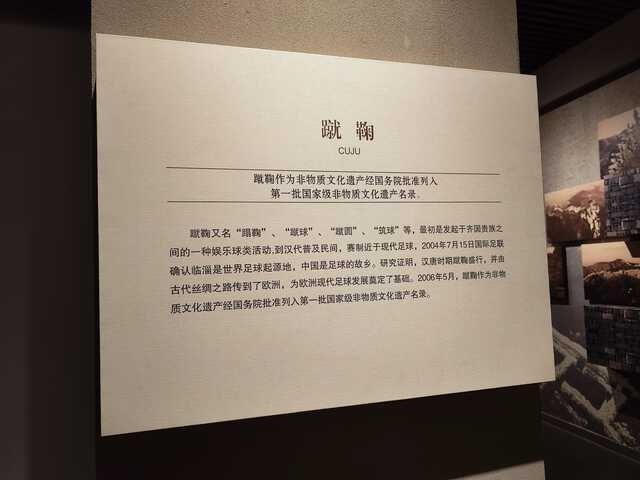 蹴鞠
CUJU
蹴鞠作为非物质文化遗产经国务院批准列入
第一批国家级非物质文化遗产名录。
蹴鞠又名“蹋鞠”、“蹴球”、“蹴圆”、“筑球”等，最初是发起于齐国贵族之
间的一种娱乐球类活动,到汉代普及民间，赛制近于现代足球，2004年7月15日国际足联
确认临淄是世界足球起源地，中国是足球的故乡。研究证明，汉唐时期蹴鞠盛行，并由
古代丝绸之路传到了欧洲，为欧洲现代足球发展奠定了基础。2006年5月，蹴鞠作为非物
质文化遗产经国务院批准列入第一批国家级非物质文化遗产名录。